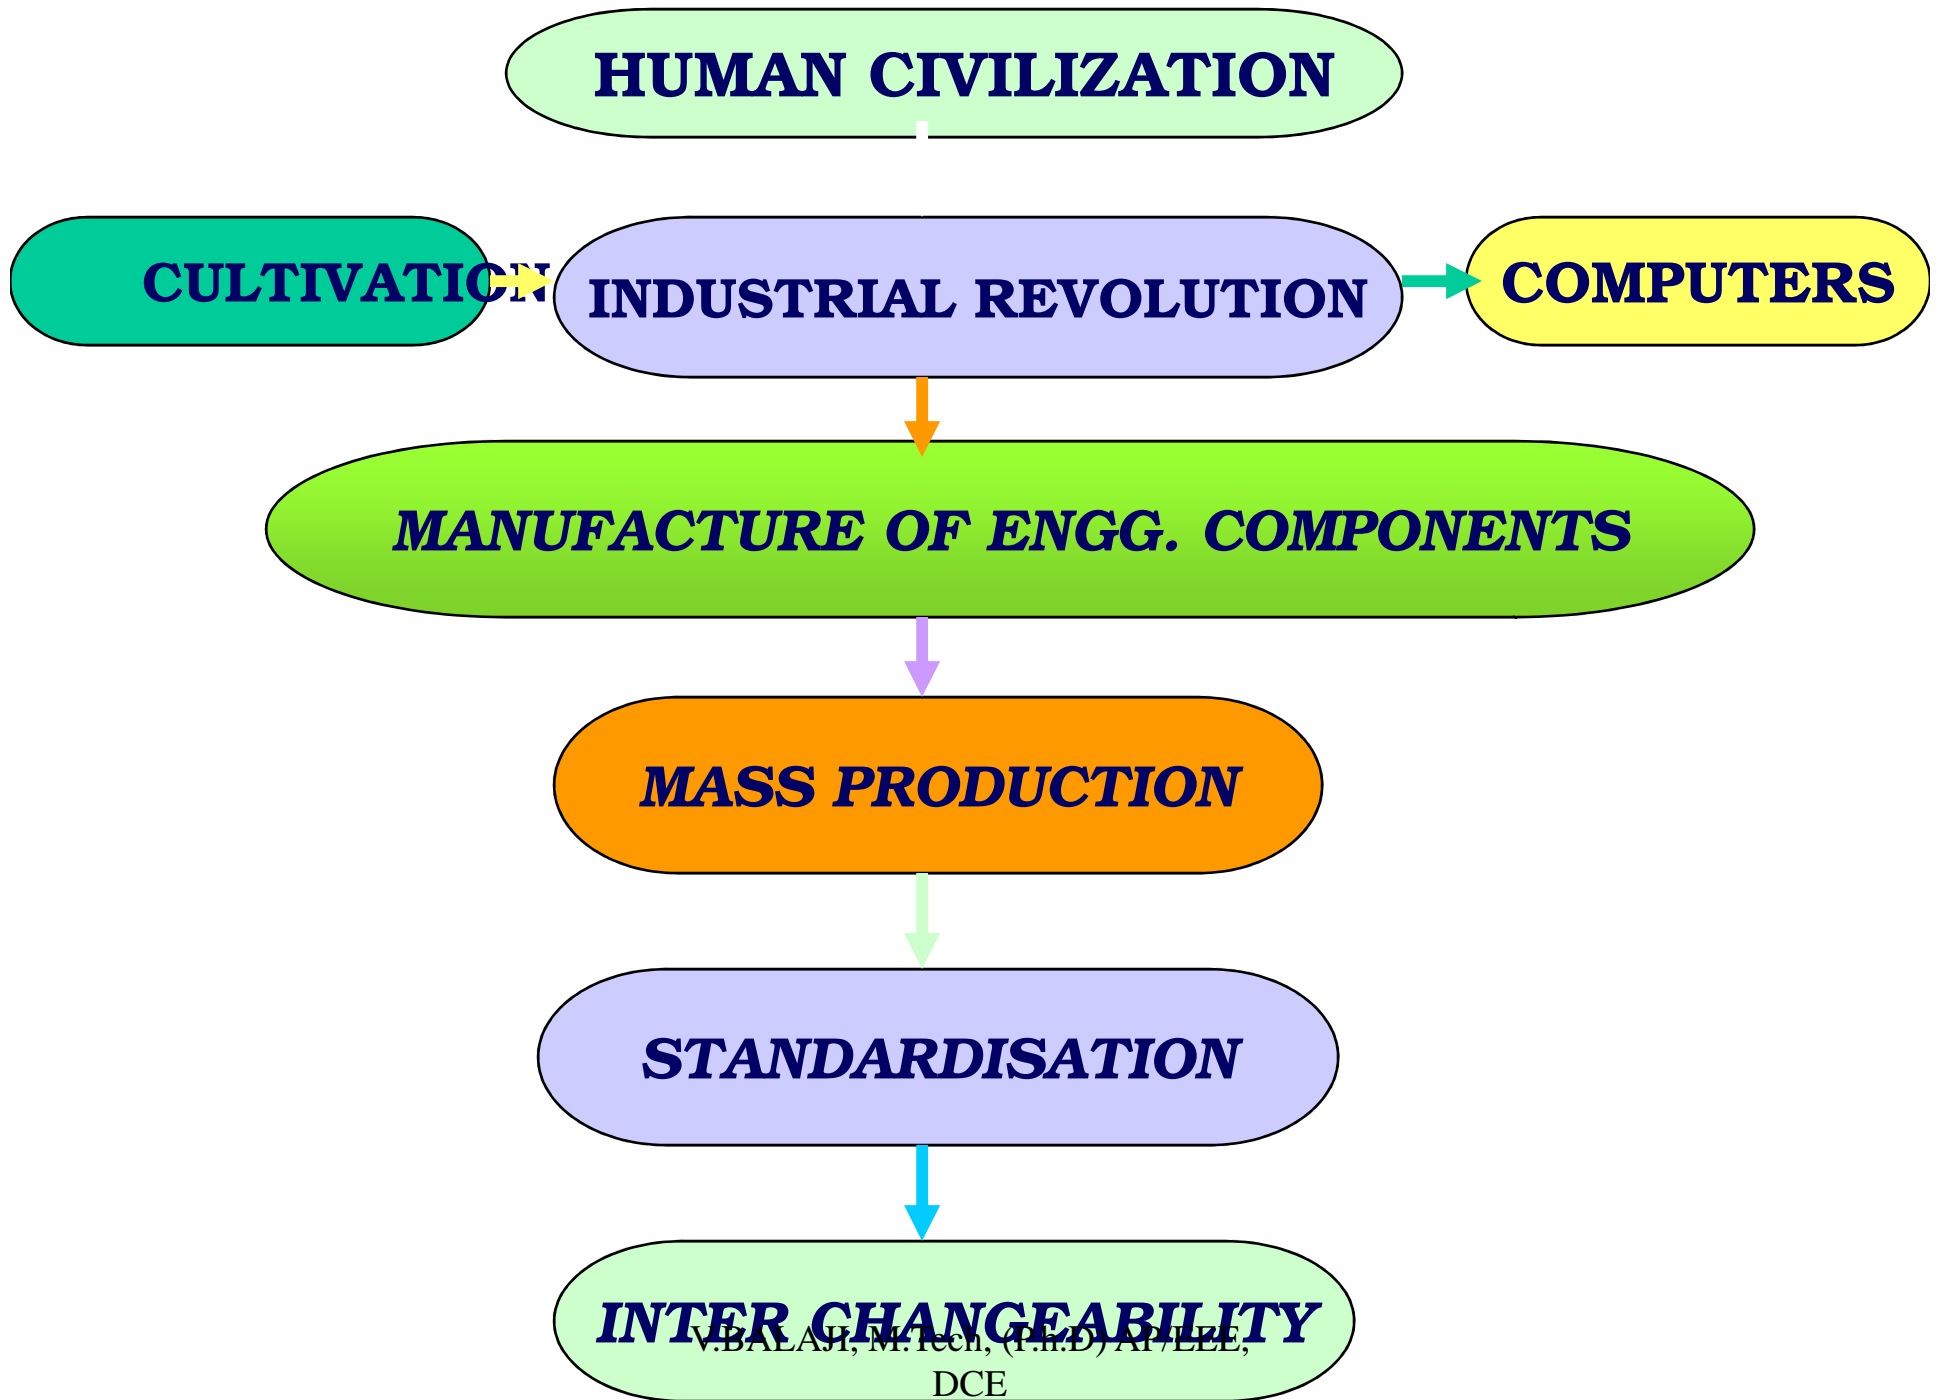 HUMAN CIVILIZATION
CULTIVATION
INDUSTRIAL REVOLUTION
COMPUTERS
MANUFACTURE OF ENGG. COMPONENTS
MASS PRODUCTION
STANDARDISATION
INTER CHANGEABILITY
V.BALAJI, M.Tech, (P.h.D) AP/EEE,
DCE